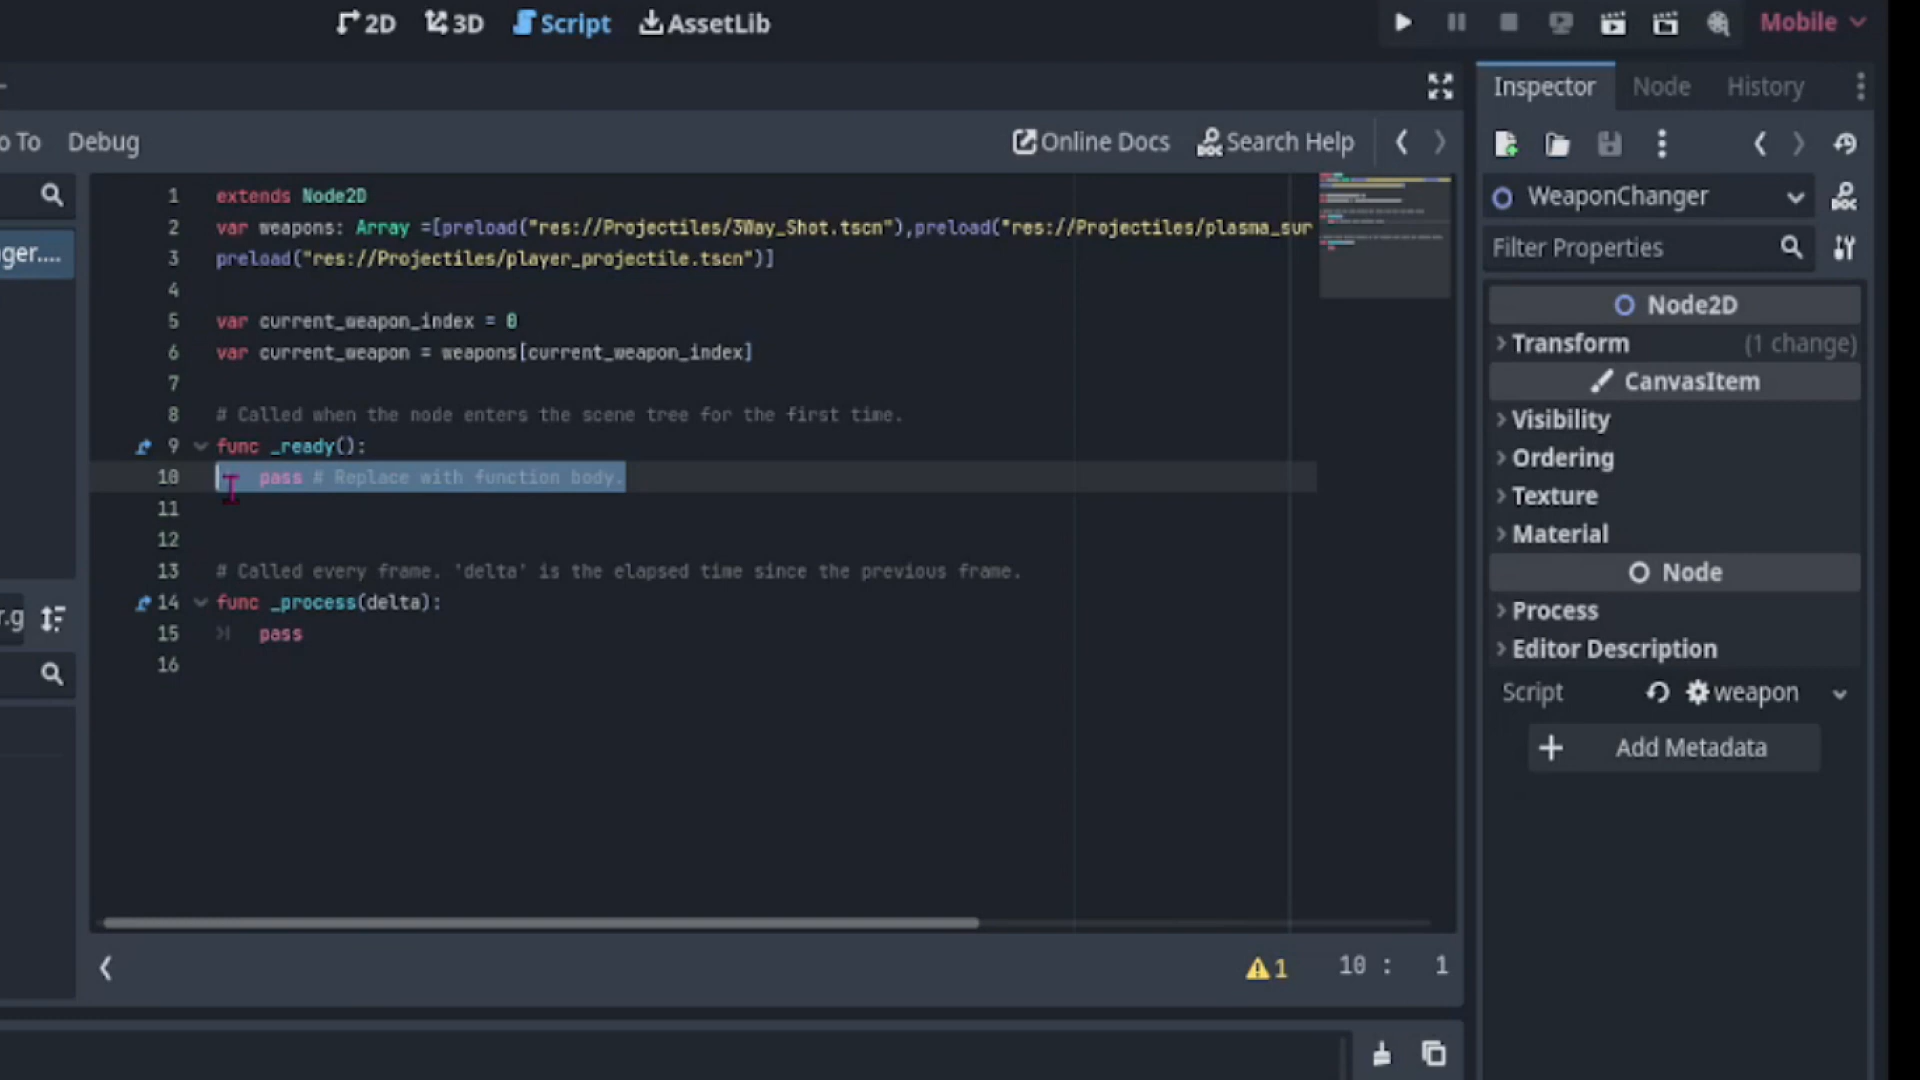 2D 3D Script AssetLib Mobile
Inspector Node History
o To Debug Online Docs Search Help
1 extends Node2D
WeaponChanger
2 var weapons: Array =[preload("res://Projectiles/3Way_Shot.tscn"),preload("res://Projectiles/plasma_sur
ger....
3 preload("res://Projectiles/player_projectile.tscn")]
Filter Properties
4
5 var current_weapon_index = 0
Node2D
6 var current_weapon = weapons[current_weapon_index]
Transform (1 change)
7
CanvasItem
8 # Called when the node enters the scene tree for the first time.
Visibility
9 func _ready():
Ordering
10 pass # Replace with function body.
Texture
11
Material
12
13 # Called every frame. 'delta' is the elapsed time since the previous frame.
Node
14 func _process(delta):
r.g
Process
15 pass
Editor Description
16
Script weapon
Add Metadata
1 10 : 1